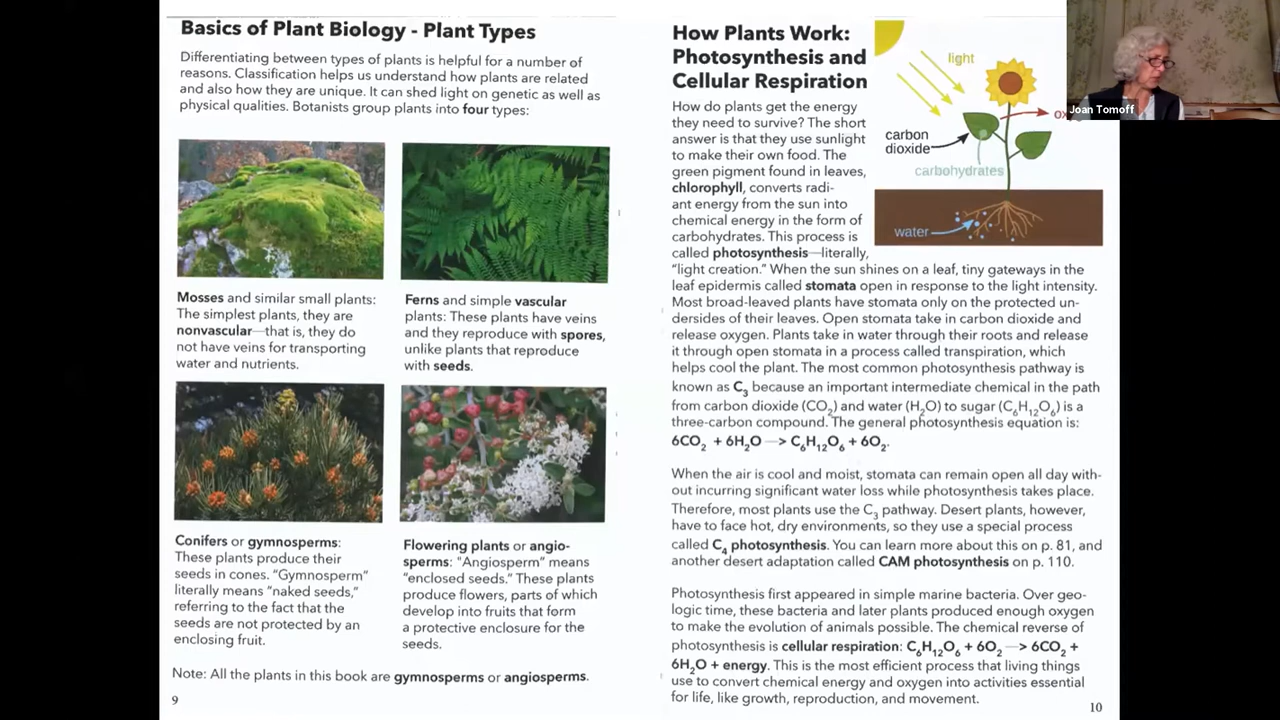 Basics of Plant Biology - Plant Types
Differentiating between types of plants is helpful for a number of
reasons. Classification helps us understand how plants are related
and also how they are unique. It can shed light on genetic as well as
physical qualities. Botanists group plants into four types:
Mosses and similar small plants:
The simplest plants, they are
nonvascular—that is, they do
not have veins for transporting
water and nutrients.
Ferns and simple vascular
plants: These plants have veins
and they reproduce with spores,
unlike plants that reproduce
with seeds.
Conifers or gymnosperms:
These plants produce their
seeds in cones. "Gymnosperm"
literally means "naked seeds,"
referring to the fact that the
seeds are not protected by an
enclosing fruit.
Flowering plants or angio-
sperms: "Angiosperm" means
"enclosed seeds." These plants
produce flowers, parts of which
develop into fruits that form
a protective enclosure for the
seeds.
Note: All the plants in this book are gymnosperms or angiosperms.
9
How Plants Work:
Photosynthesis and
Cellular Respiration
How do plants get the energy
they need to survive? The short
answer is that they use sunlight
to make their own food. The
green pigment found in leaves,
chlorophyll, converts radi-
ant energy from the sun into
chemical energy in the form of
carbohydrates. This process is
called photosynthesis—literally,
"light creation." When the sun shines on a leaf, tiny gateways in the
leaf epidermis called stomata open in response to the light intensity.
Most broad-leaved plants have stomata only on the protected un-
dersides of their leaves. Open stomata take in carbon dioxide and
release oxygen. Plants take in water through their roots and release
it through open stomata in a process called transpiration, which
helps cool the plant. The most common photosynthesis pathway is
known as C₃ because an important intermediate chemical in the path
from carbon dioxide (CO₂) and water (H₂O) to sugar (C₆H₁₂O₆) is a
three-carbon compound. The general photosynthesis equation is:
6CO₂ + 6H₂O —> C₆H₁₂O₆ + 6O₂.
When the air is cool and moist, stomata can remain open all day with-
out incurring significant water loss while photosynthesis takes place.
Therefore, most plants use the C₃ pathway. Desert plants, however,
have to face hot, dry environments, so they use a special process
called C₄ photosynthesis. You can learn more about this on p. 81, and
another desert adaptation called CAM photosynthesis on p. 110.
Photosynthesis first appeared in simple marine bacteria. Over geo-
logic time, these bacteria and later plants produced enough oxygen
to make the evolution of animals possible. The chemical reverse of
photosynthesis is cellular respiration: C₆H₁₂O₆ + 6O₂ —> 6CO₂ +
6H₂O + energy. This is the most efficient process that living things
use to convert chemical energy and oxygen into activities essential
for life, like growth, reproduction, and movement.
10
light
carbon
dioxide
carbohydrates
water
Joan Tomoff